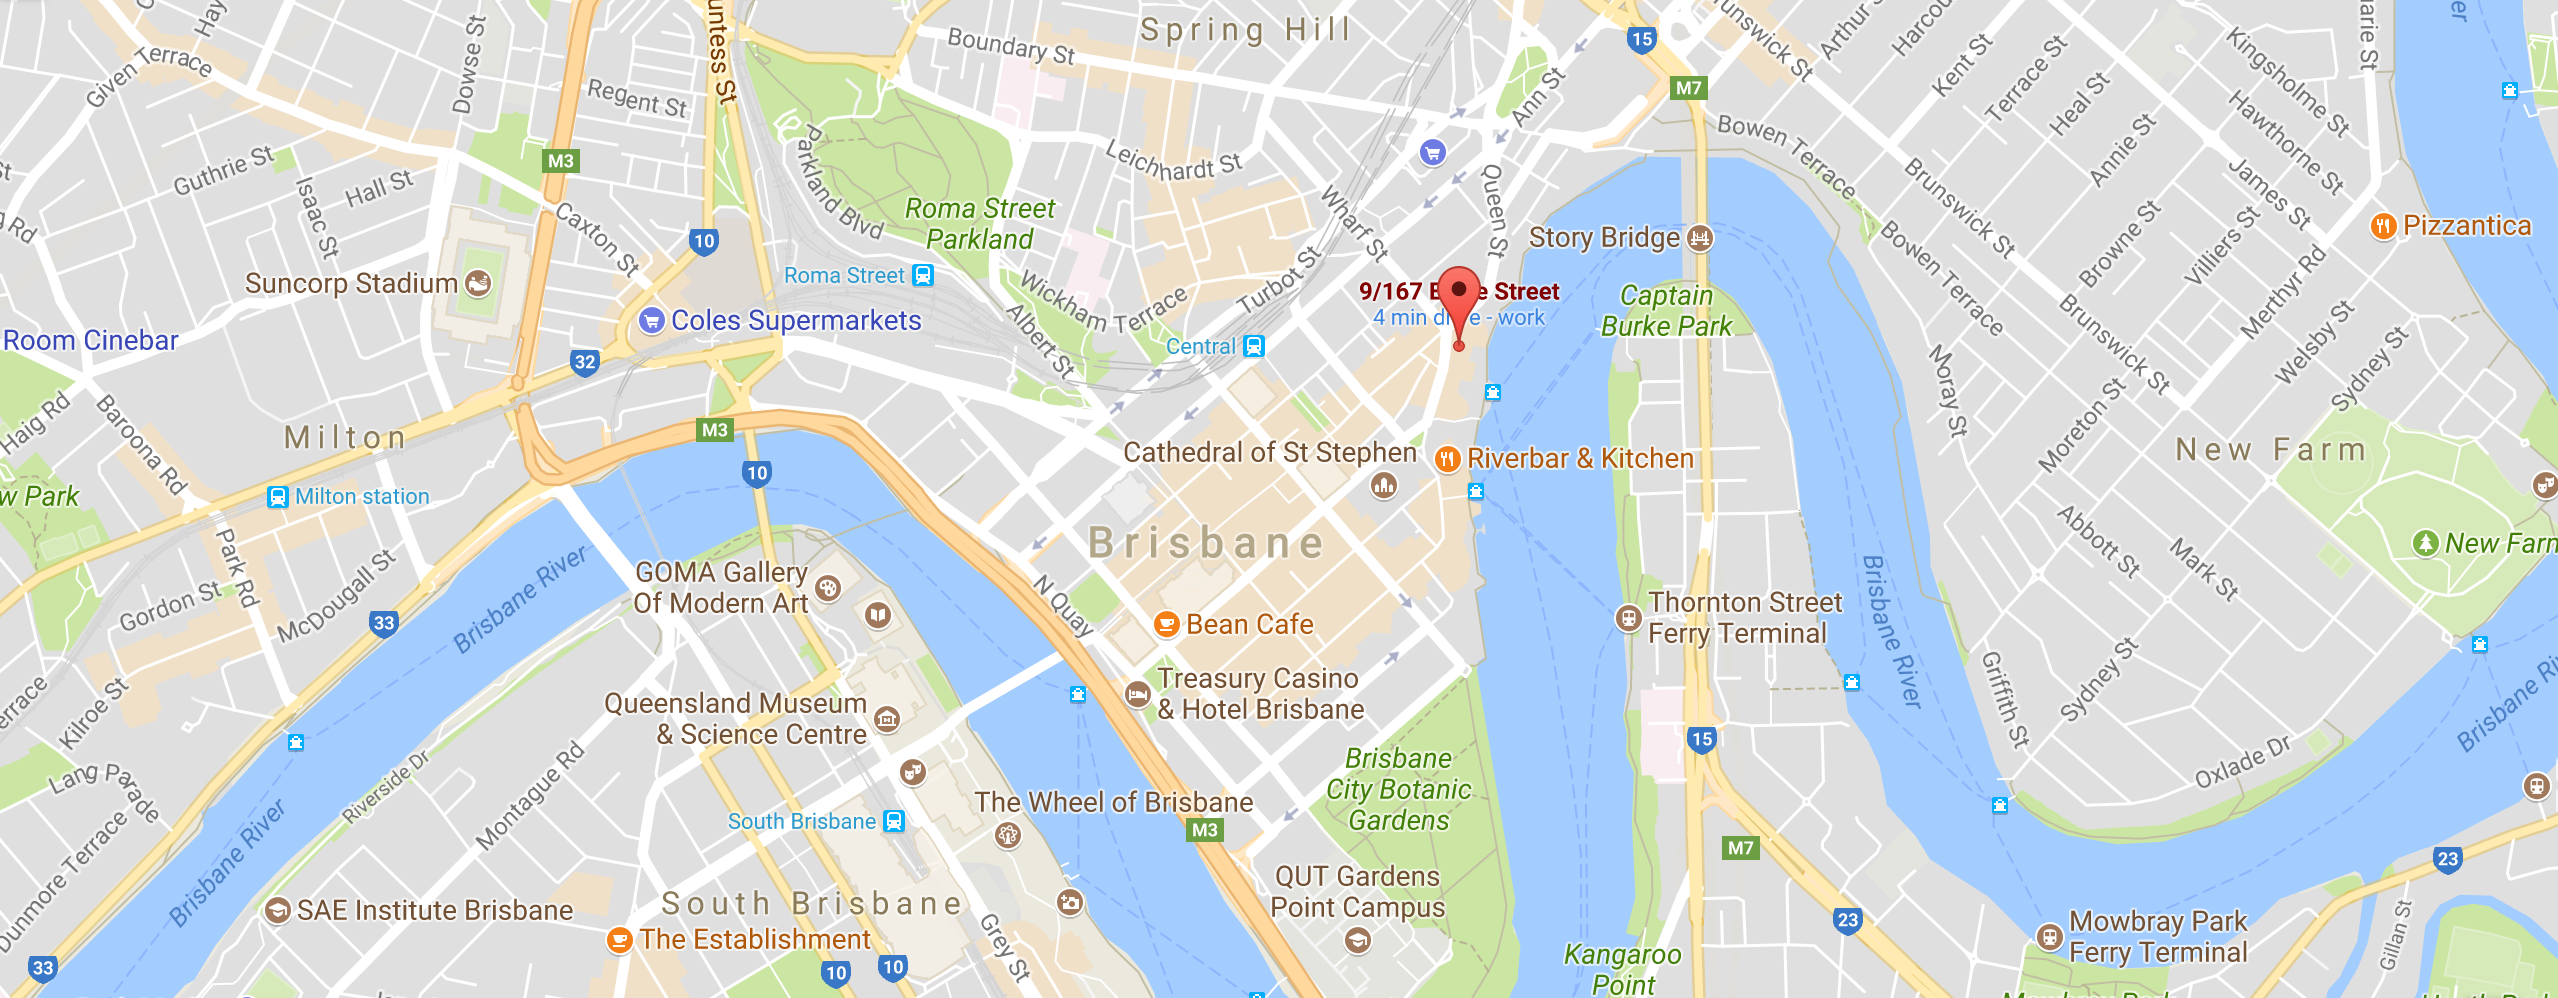 Spring Hill
15
Boundary St
M7
Given Terrace
Dowse St
Regent St
untess St
Ann St
Arthur S
Harcou
Kent St
Terrace St
Heal St
Kingsholme St
Hawthorne St
arie St
unswick St
Bowen Terrace
Annie St
James St
M3
Guthrie St
Hall St
Isaac St
Parkland Blvd
Leichhardt St
Wharf St
Queen St
Brunswick St
Browne St
Villiers St
Merthyr Rd
Pizzantica
g Rd
Caxton St
10
Roma Street
Parkland
Story Bridge
Suncorp Stadium
Roma Street
Wickham Terrace
Turbot St
9/167 E e Street
4 min d e - work
Captain
Burke Park
Bowen Terrace
Room Cinebar
Coles Supermarkets
Albert St
Central
Brunswick St
Welsby St
Sydney St
32
Haig Rd
Baroona Rd
Milton
M3
Cathedral of St Stephen
Riverbar & Kitchen
Moray St
Moreton St
New Farm
w Park
Milton station
10
Brisbane
Abbott St
Mark St
New Farm
Park Rd
Brisbane River
GOMA Gallery
Of Modern Art
N Quay
Bean Cafe
Thornton Street
Ferry Terminal
Brisbane River
Gordon St
McDougall St
33
Queensland Museum
& Science Centre
Treasury Casino
& Hotel Brisbane
Griffith St
Sydney St
Brisbane Ri
errace
Kilroe St
Lang Parade
Riverside Dr
Montague Rd
Brisbane
City Botanic
Gardens
15
Oxlade Dr
South Brisbane
The Wheel of Brisbane
M3
M7
23
Dunmore Terrace
Brisbane River
SAE Institute Brisbane
South Brisbane
QUT Gardens
Point Campus
23
Mowbray Park
Ferry Terminal
Gillan St
The Establishment
Grey St
Kangaroo
Point
33
10
10
Mowbray Park